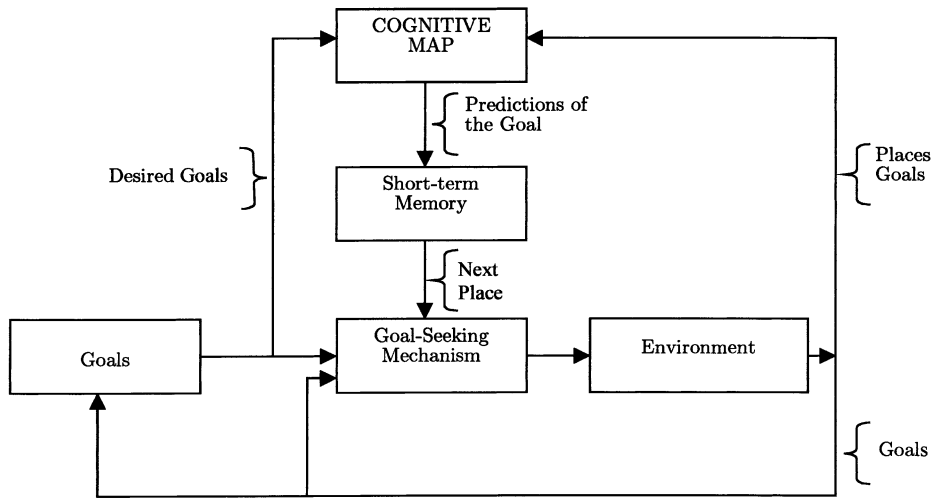 COGNITIVE
MAP
Predictions of
the Goal
Desired Goals
Places
Goals
Short-term
Memory
Next
Place
Goals
Goal-Seeking
Mechanism
Environment
Goals